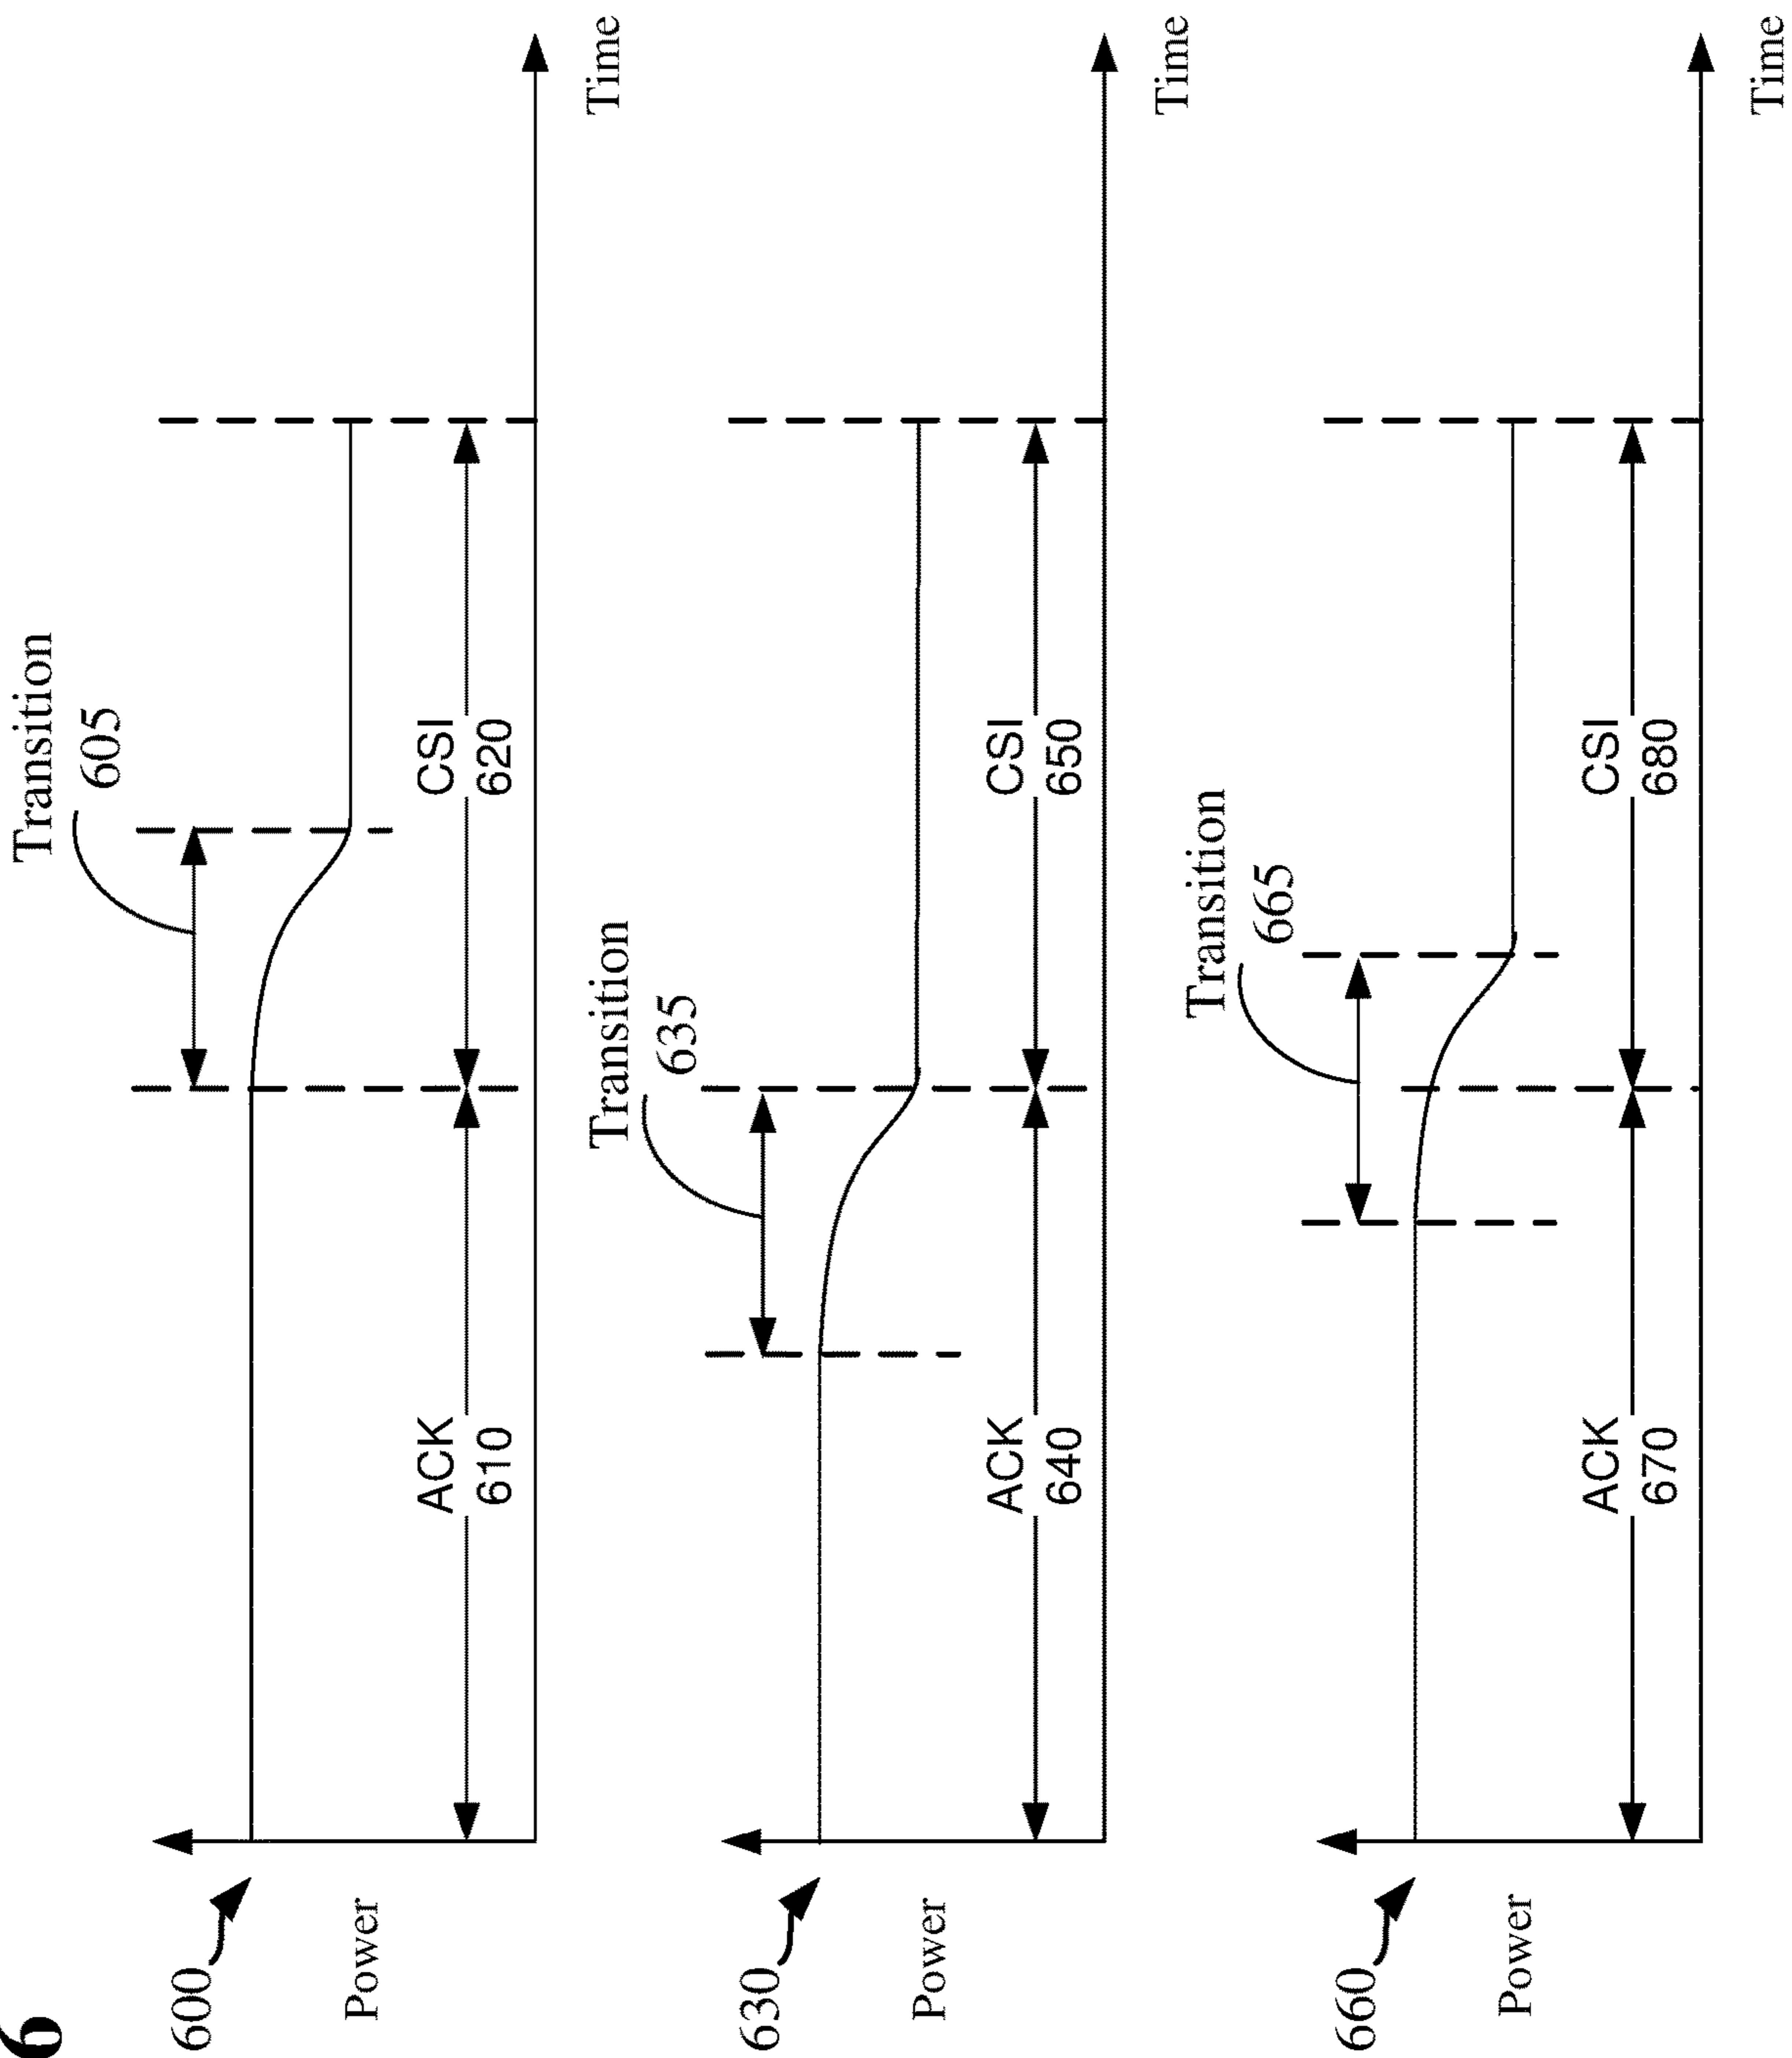 6
600
Power
Transition
605
ACK
610
CSI
620
Time
630
Power
Transition
635
ACK
640
CSI
650
Time
660
Power
Transition
665
ACK
670
CSI
680
Time